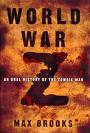 WORLD
WAR
Z
AN ORAL HISTORY OF THE ZOMBIE WAR
MAX BROOKS